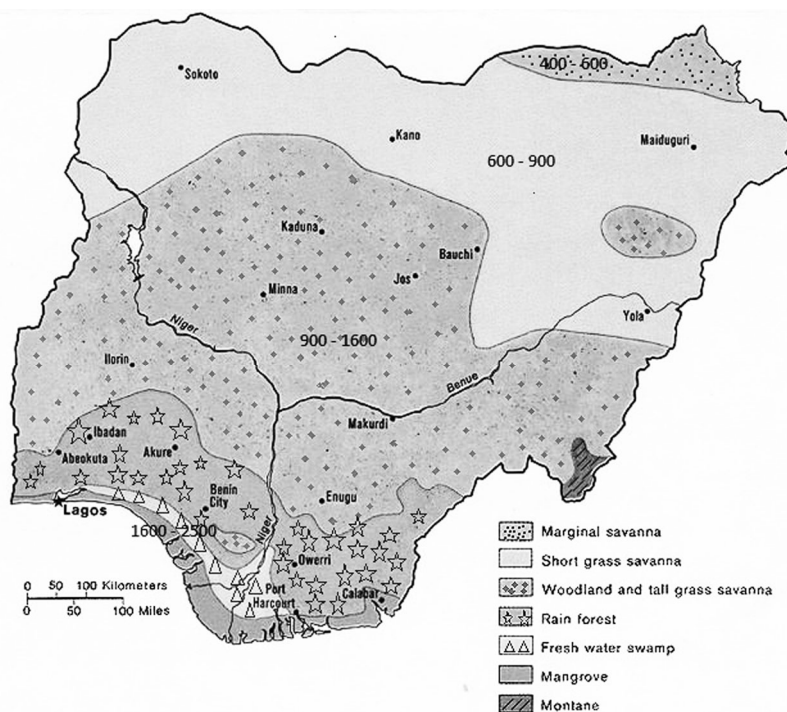 400 - 600
Sokoto
Kano
Maiduguri
600 - 900
Kaduna
Bauchi
Jos
Minna
Yola
Niger
900 - 1600
Ilorin
Benue
Makurdi
Ibadan
Akure
Abeokuta
Enugu
Benin
City
Lagos
1600 - 2500
Niger
Owerri
Port
Harcourt
Calabar
0 50 100 Kilometers
0 50 100 Miles
Marginal savanna
Short grass savanna
Woodland and tall grass savanna
Rain forest
Fresh water swamp
Mangrove
Montane